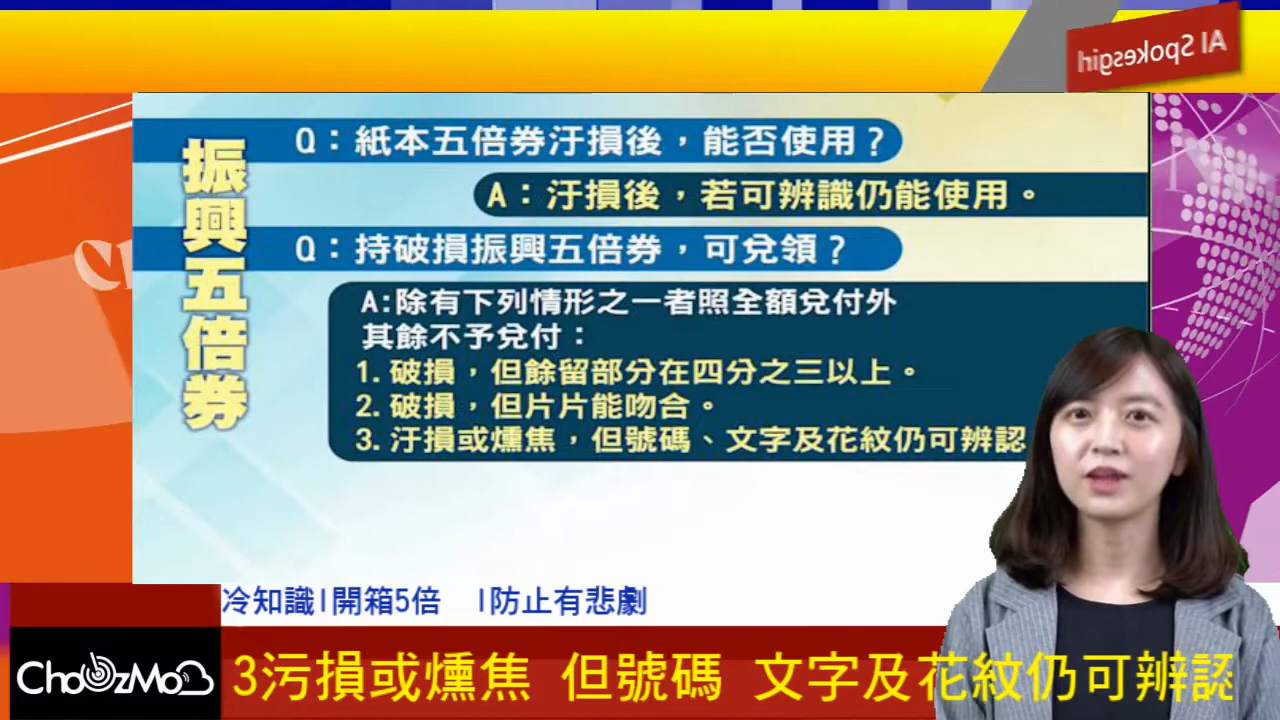 AI Spokesgirl
振興五倍券
Q：紙本五倍券汙損後，能否使用？
A：汙損後，若可辨識仍能使用。
Q：持破損振興五倍券，可兌領？
A:除有下列情形之一者照全額兌付外
其餘不予兌付：
1. 破損，但餘留部分在四分之三以上。
2. 破損，但片片能吻合。
3. 汙損或燻焦，但號碼、文字及花紋仍可辨認
冷知識|開箱5倍 |防止有悲劇
ChoozMo
3污損或燻焦 但號碼 文字及花紋仍可辨認